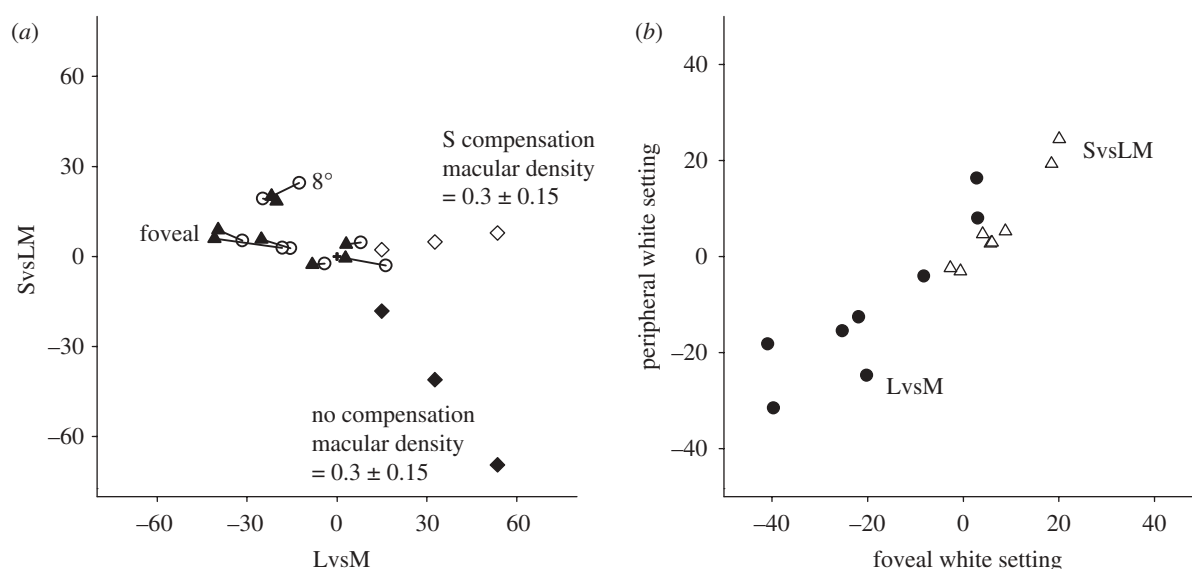 (a)
60
30
0
−30
−60
SvsLM
8°
foveal
S compensation
macular density
= 0.3 ± 0.15
no compensation
macular density
= 0.3 ± 0.15
−60 −30 0 30 60
LvsM
(b)
40
20
0
−20
−40
peripheral white setting
SvsLM
LvsM
−40 −20 0 20 40
foveal white setting